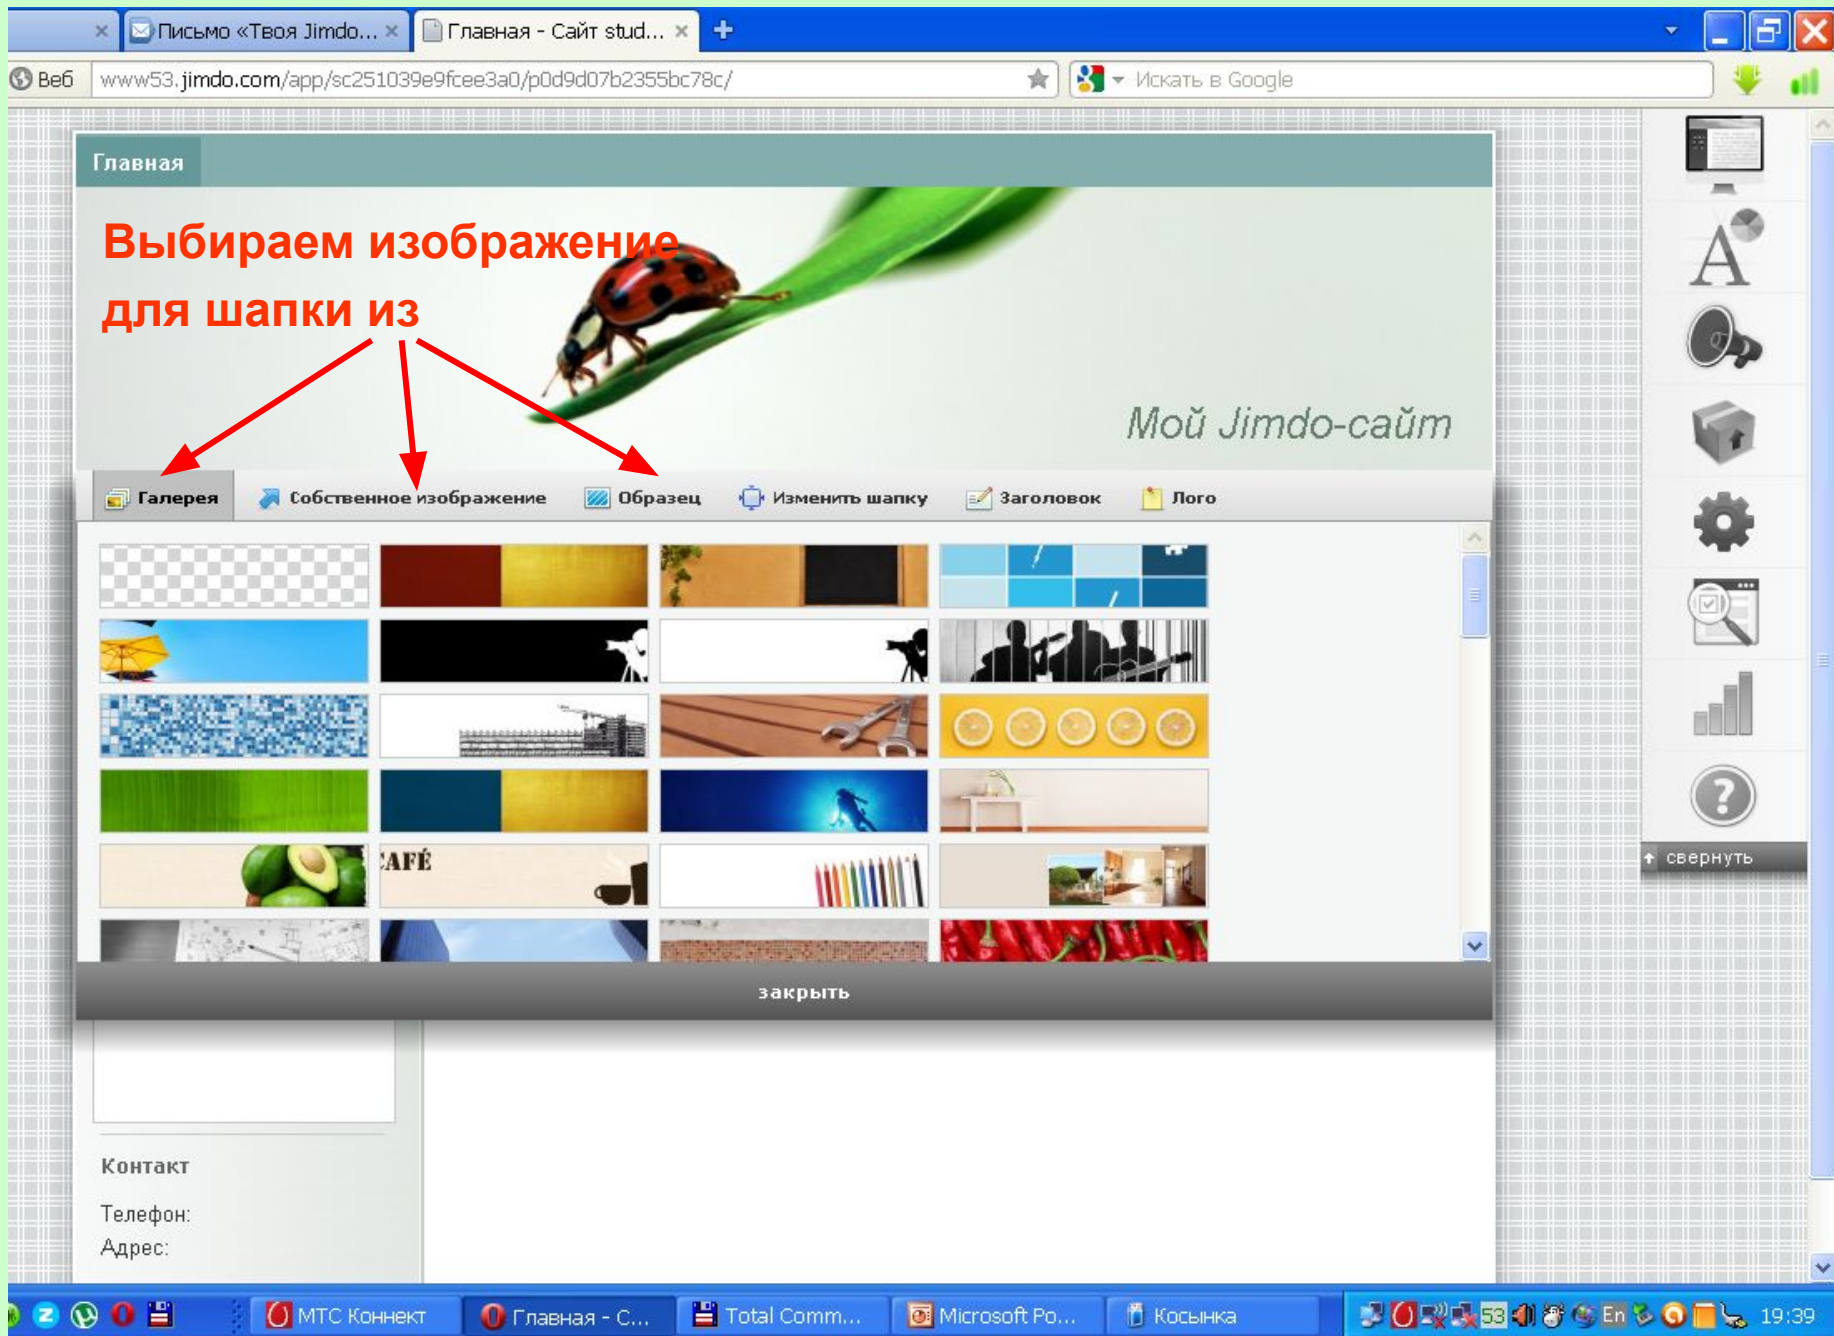 Письмо «Твоя Jimdo...
Главная - Сайт stud...
Веб
www53.jimdo.com/app/sc251039e9fcee3a0/p0d9d07b2355bc78c/
Искать в Google
Главная
Выбираем изображение
для шапки из
Мой Jimdo-сайт
Галерея
Собственное изображение
Образец
Изменить шапку
Заголовок
Лого
CAFÉ
закрыть
свернуть
Контакт
Телефон:
Адрес:
МТС Коннект
Главная - С...
Total Comm...
Microsoft Po...
Косынка
53
En
19:39